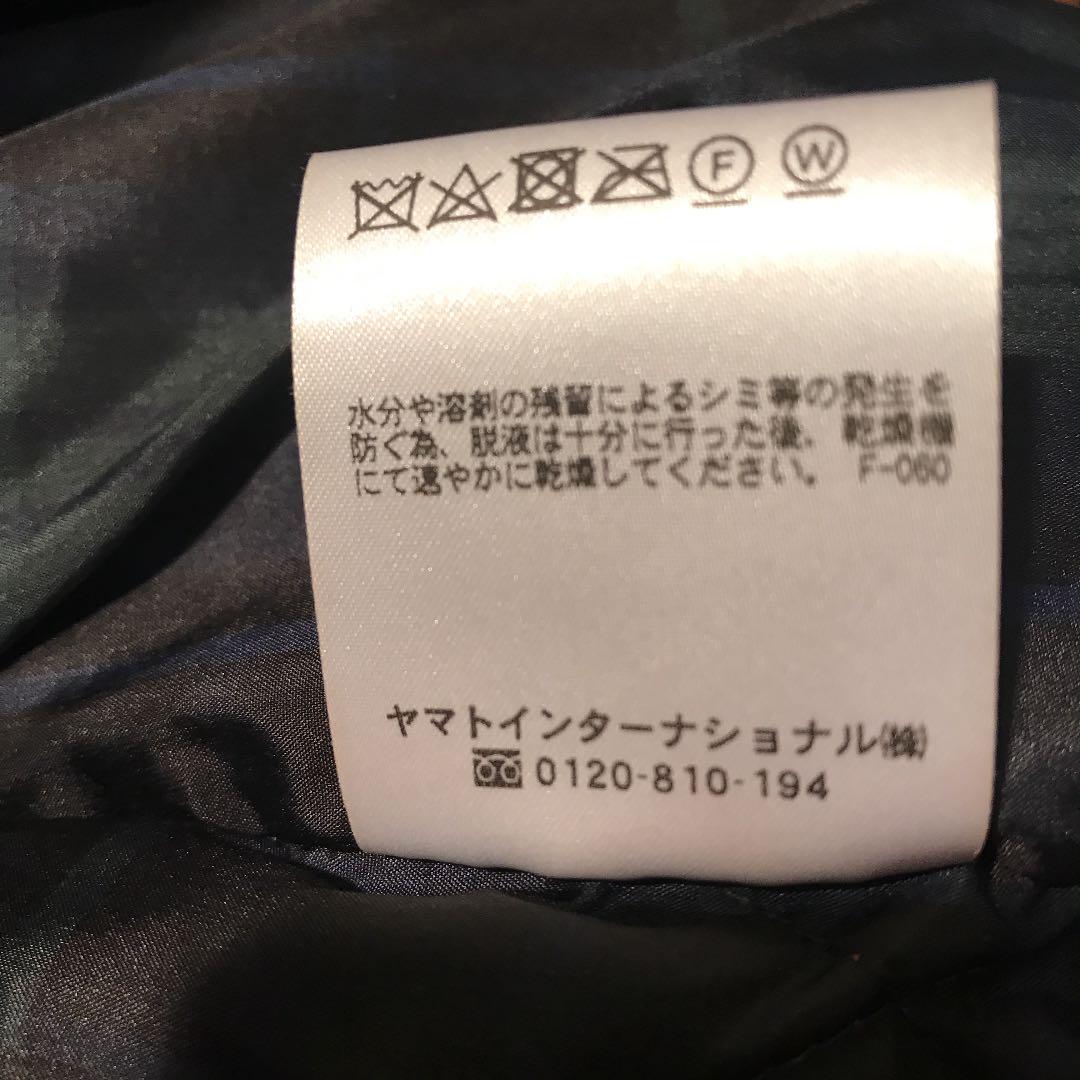 F W
水分や溶剤の残留によるシミ等の発生を
防ぐ為、脱液は十分に行った後、乾燥機
にて速やかに乾燥してください。 F-060
ヤマトインターナショナル㈱
0120-810-194